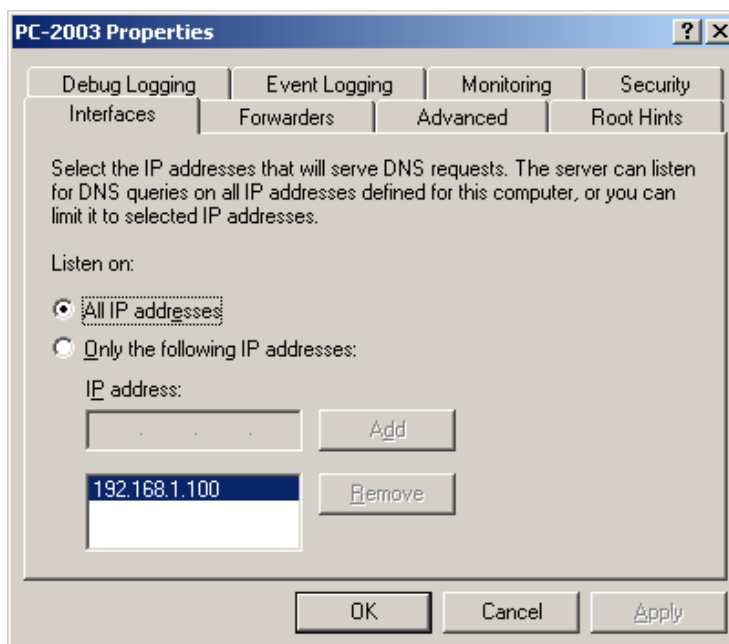 PC-2003 Properties
Debug Logging Event Logging Monitoring Security
Interfaces Forwarders Advanced Root Hints
Select the IP addresses that will serve DNS requests. The server can listen
for DNS queries on all IP addresses defined for this computer, or you can
limit it to selected IP addresses.
Listen on:
All IP addresses
Only the following IP addresses:
IP address:
. . . Add
192.168.1.100 Remove
OK Cancel Apply